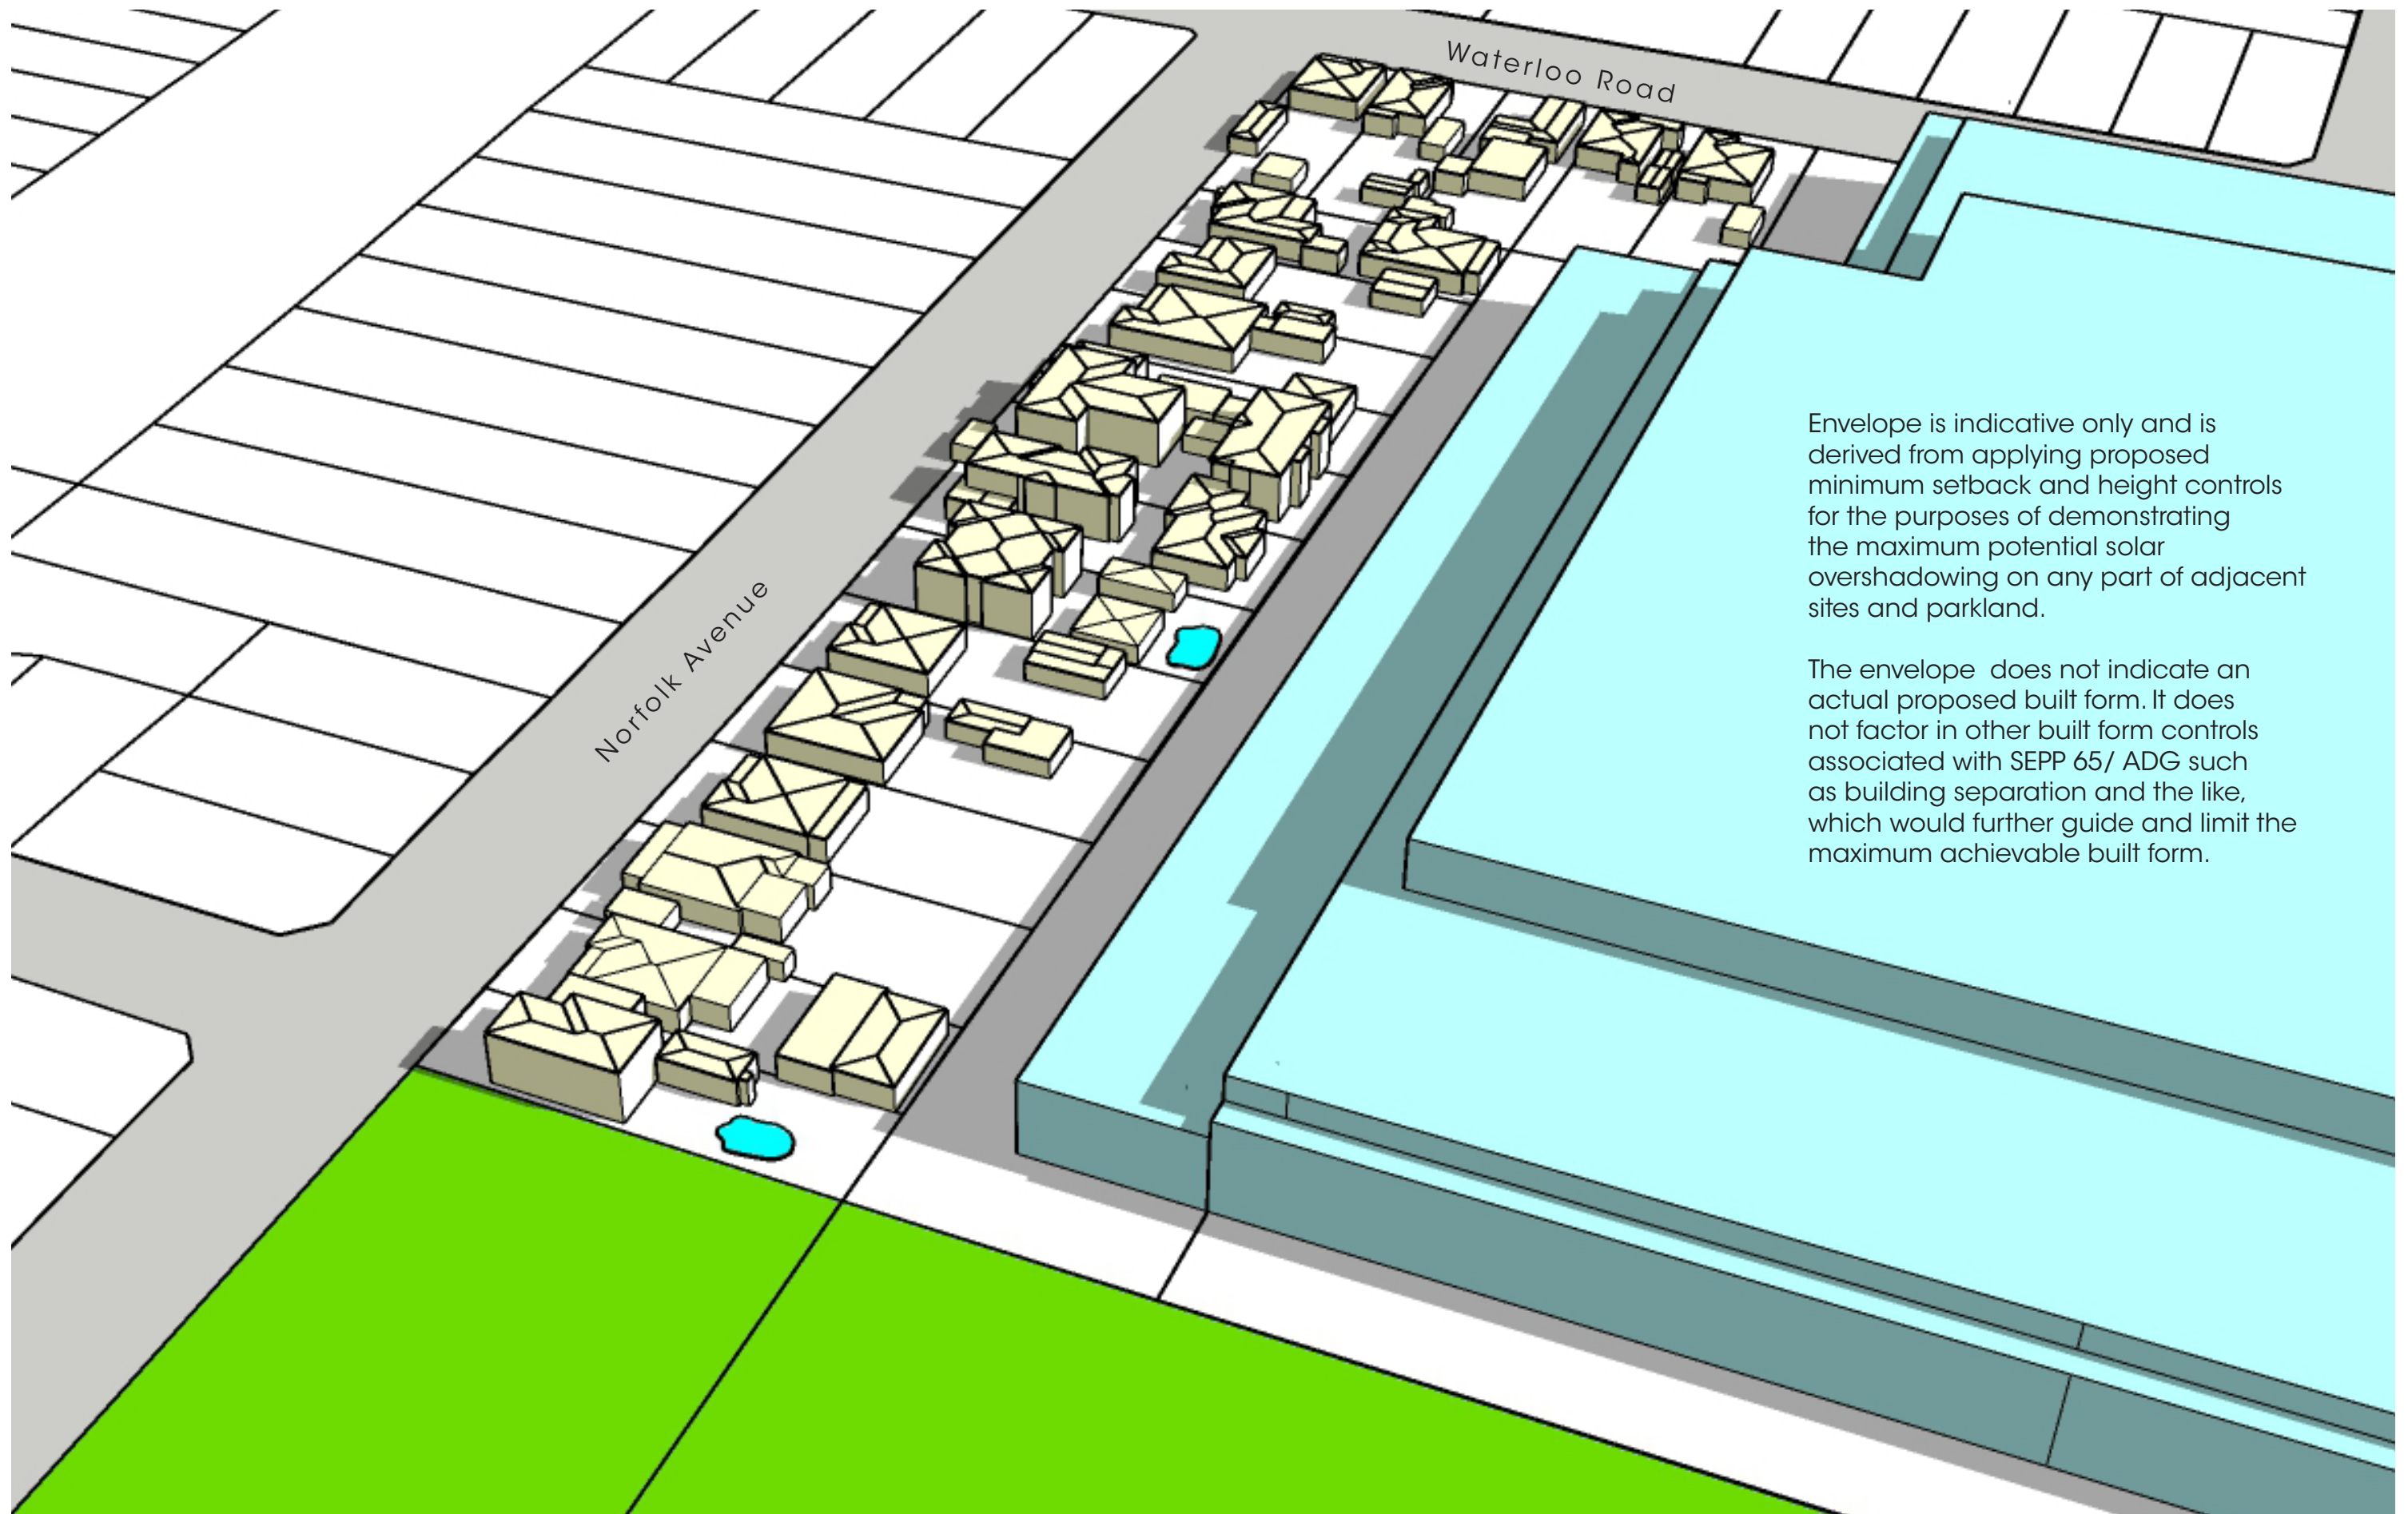 Waterloo Road
Envelope is indicative only and is
derived from applying proposed
minimum setback and height controls
for the purposes of demonstrating
the maximum potential solar
overshadowing on any part of adjacent
sites and parkland.
The envelope  does not indicate an
actual proposed built form. It does
not factor in other built form controls
associated with SEPP 65/ ADG such
as building separation and the like,
which would further guide and limit the
maximum achievable built form.
Norfolk Avenue